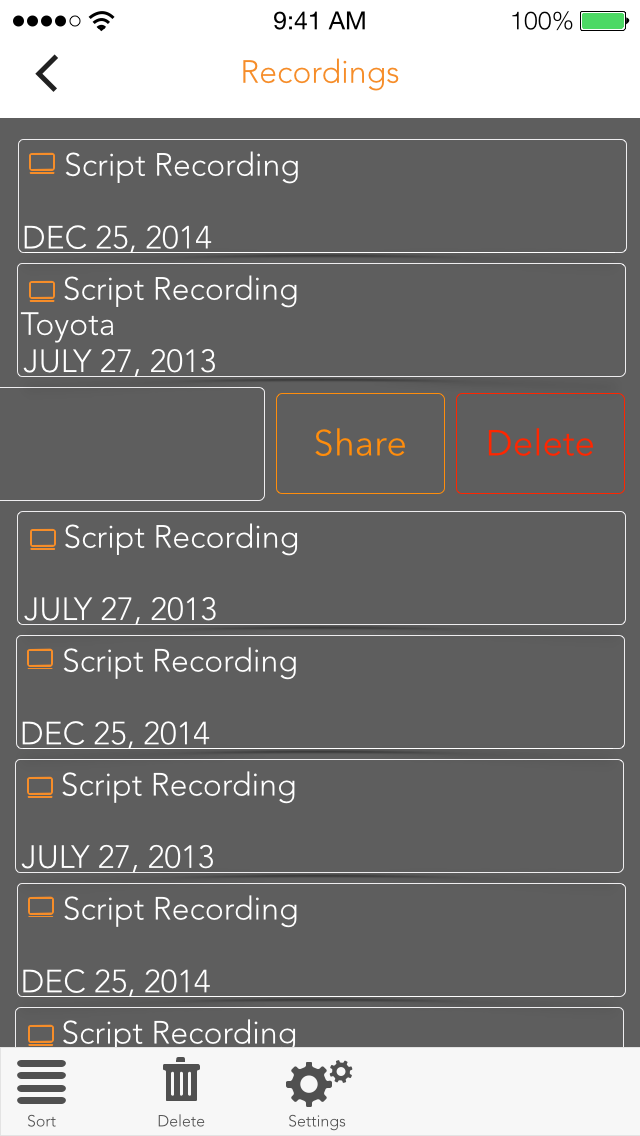 9:41 AM 100%
Recordings
Script Recording
DEC 25, 2014
Script Recording
Toyota
JULY 27, 2013
Share Delete
Script Recording
JULY 27, 2013
Script Recording
DEC 25, 2014
Script Recording
JULY 27, 2013
Script Recording
DEC 25, 2014
Script Recording
Sort Delete Settings